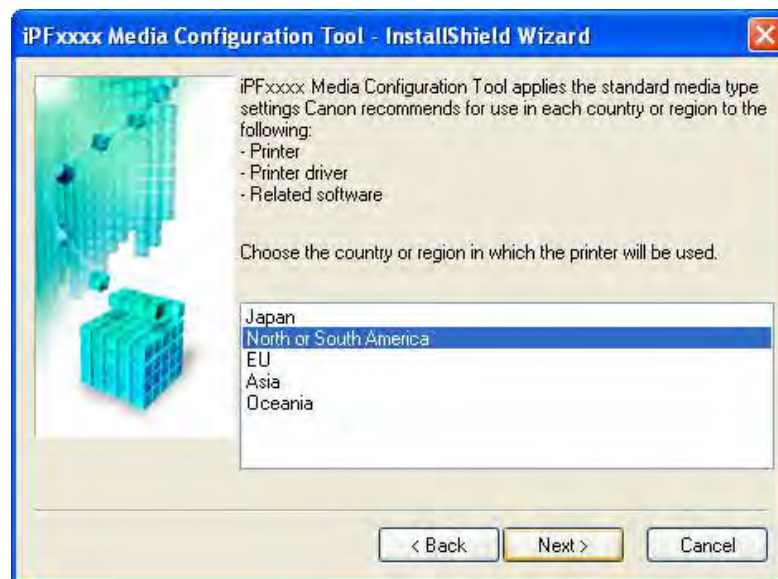 iPFxxxx Media Configuration Tool - InstallShield Wizard
iPFxxxx Media Configuration Tool applies the standard media type
settings Canon recommends for use in each country or region to the
following:
- Printer
- Printer driver
- Related software
Choose the country or region in which the printer will be used.
Japan
North or South America
EU
Asia
Oceania
< Back
Next >
Cancel